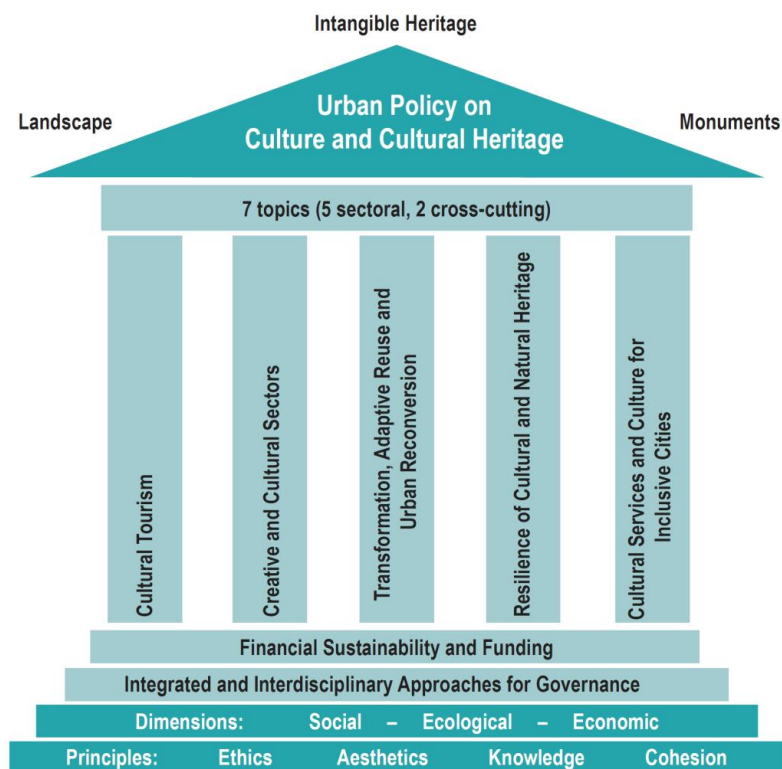 Intangible Heritage
Landscape
Urban Policy on
Culture and Cultural Heritage
Monuments
7 topics (5 sectoral, 2 cross-cutting)
Cultural Tourism
Creative and Cultural Sectors
Transformation, Adaptive Reuse and
Urban Reconversion
Resilience of Cultural and Natural Heritage
Cultural Services and Culture for
Inclusive Cities
Financial Sustainability and Funding
Integrated and Interdisciplinary Approaches for Governance
Dimensions: Social – Ecological – Economic
Principles: Ethics Aesthetics Knowledge Cohesion